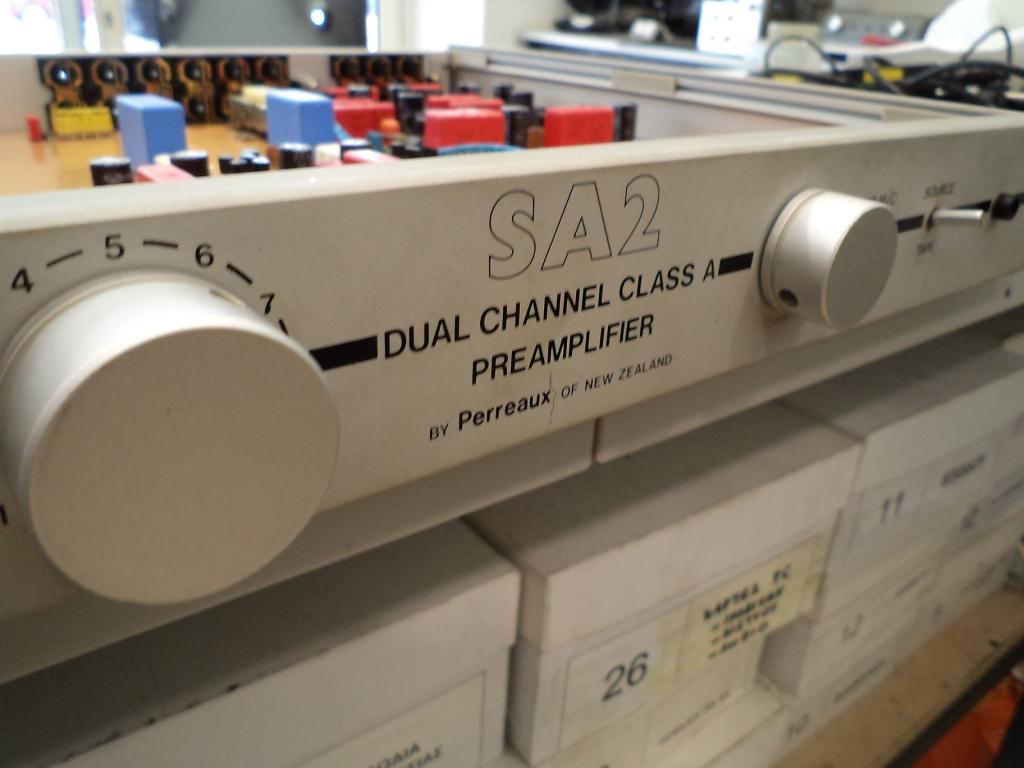 4 5 6 7
SA2
DUAL CHANNEL CLASS A
PREAMPLIFIER
BY Perreaux OF NEW ZEALAND
SOURCE
TAPE
1
26
11
12
10